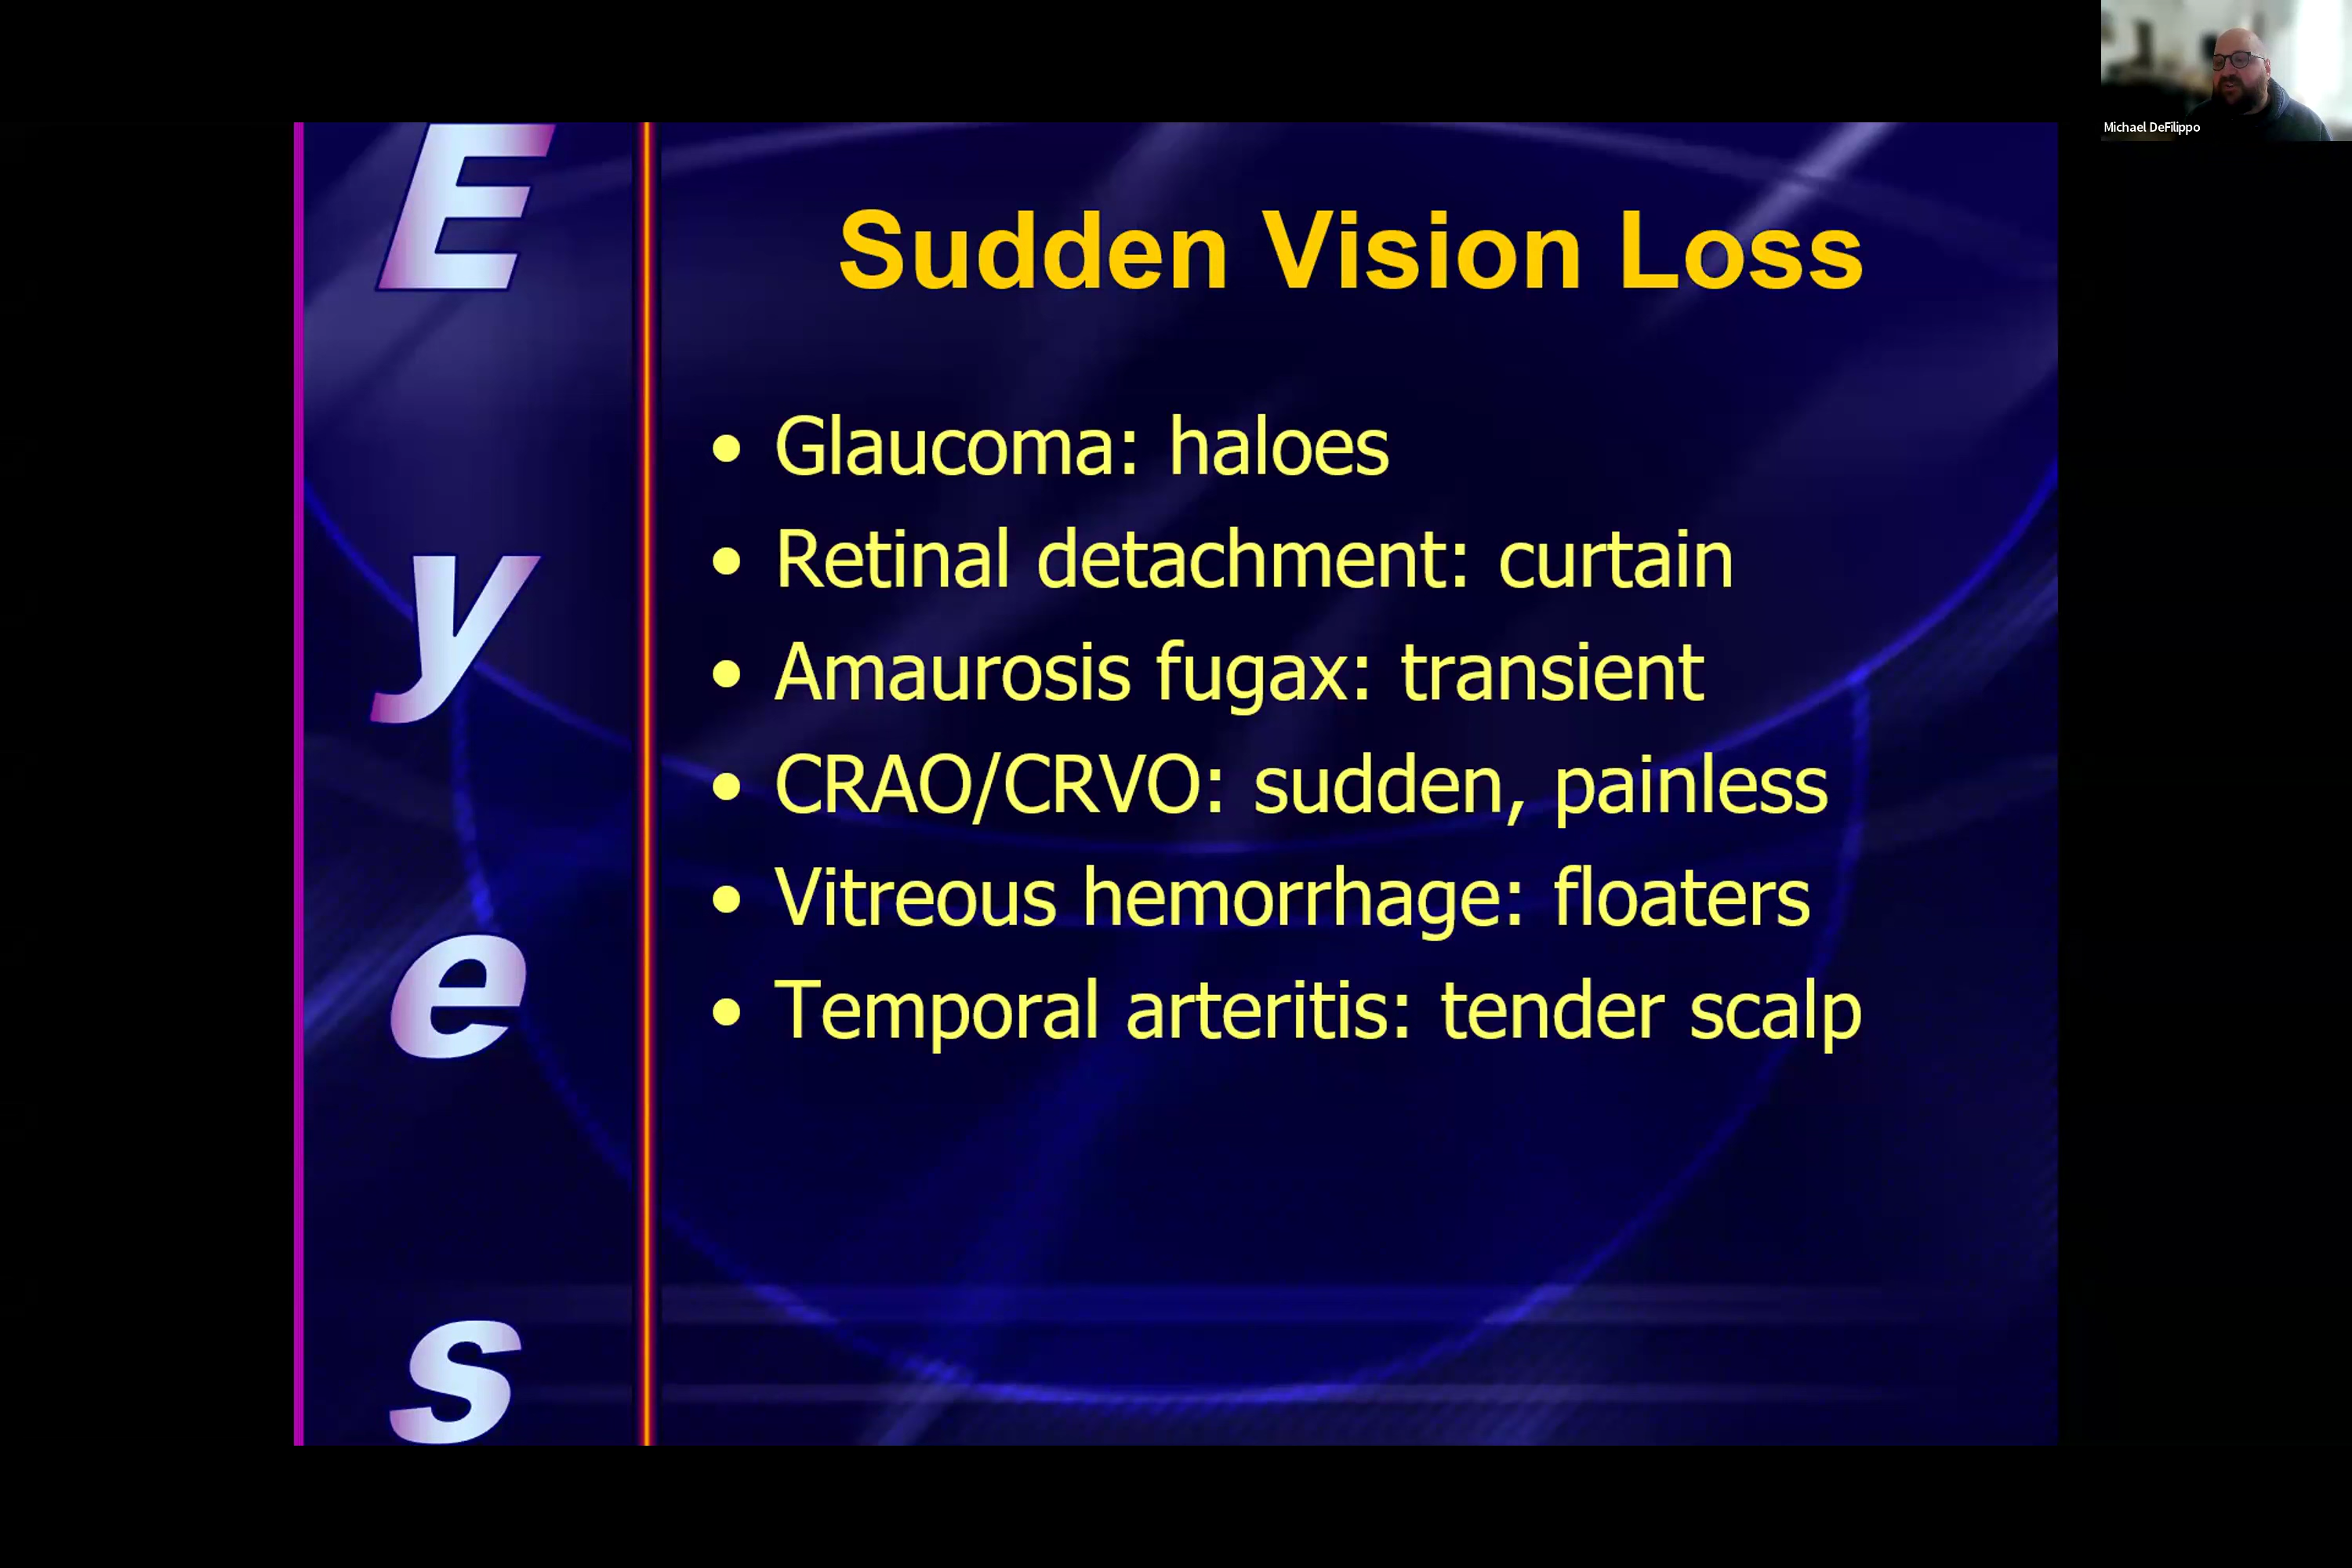 Eyes
Sudden Vision Loss
• Glaucoma: haloes
• Retinal detachment: curtain
• Amaurosis fugax: transient
• CRAO/CRVO: sudden, painless
• Vitreous hemorrhage: floaters
• Temporal arteritis: tender scalp
Michael DeFilippo